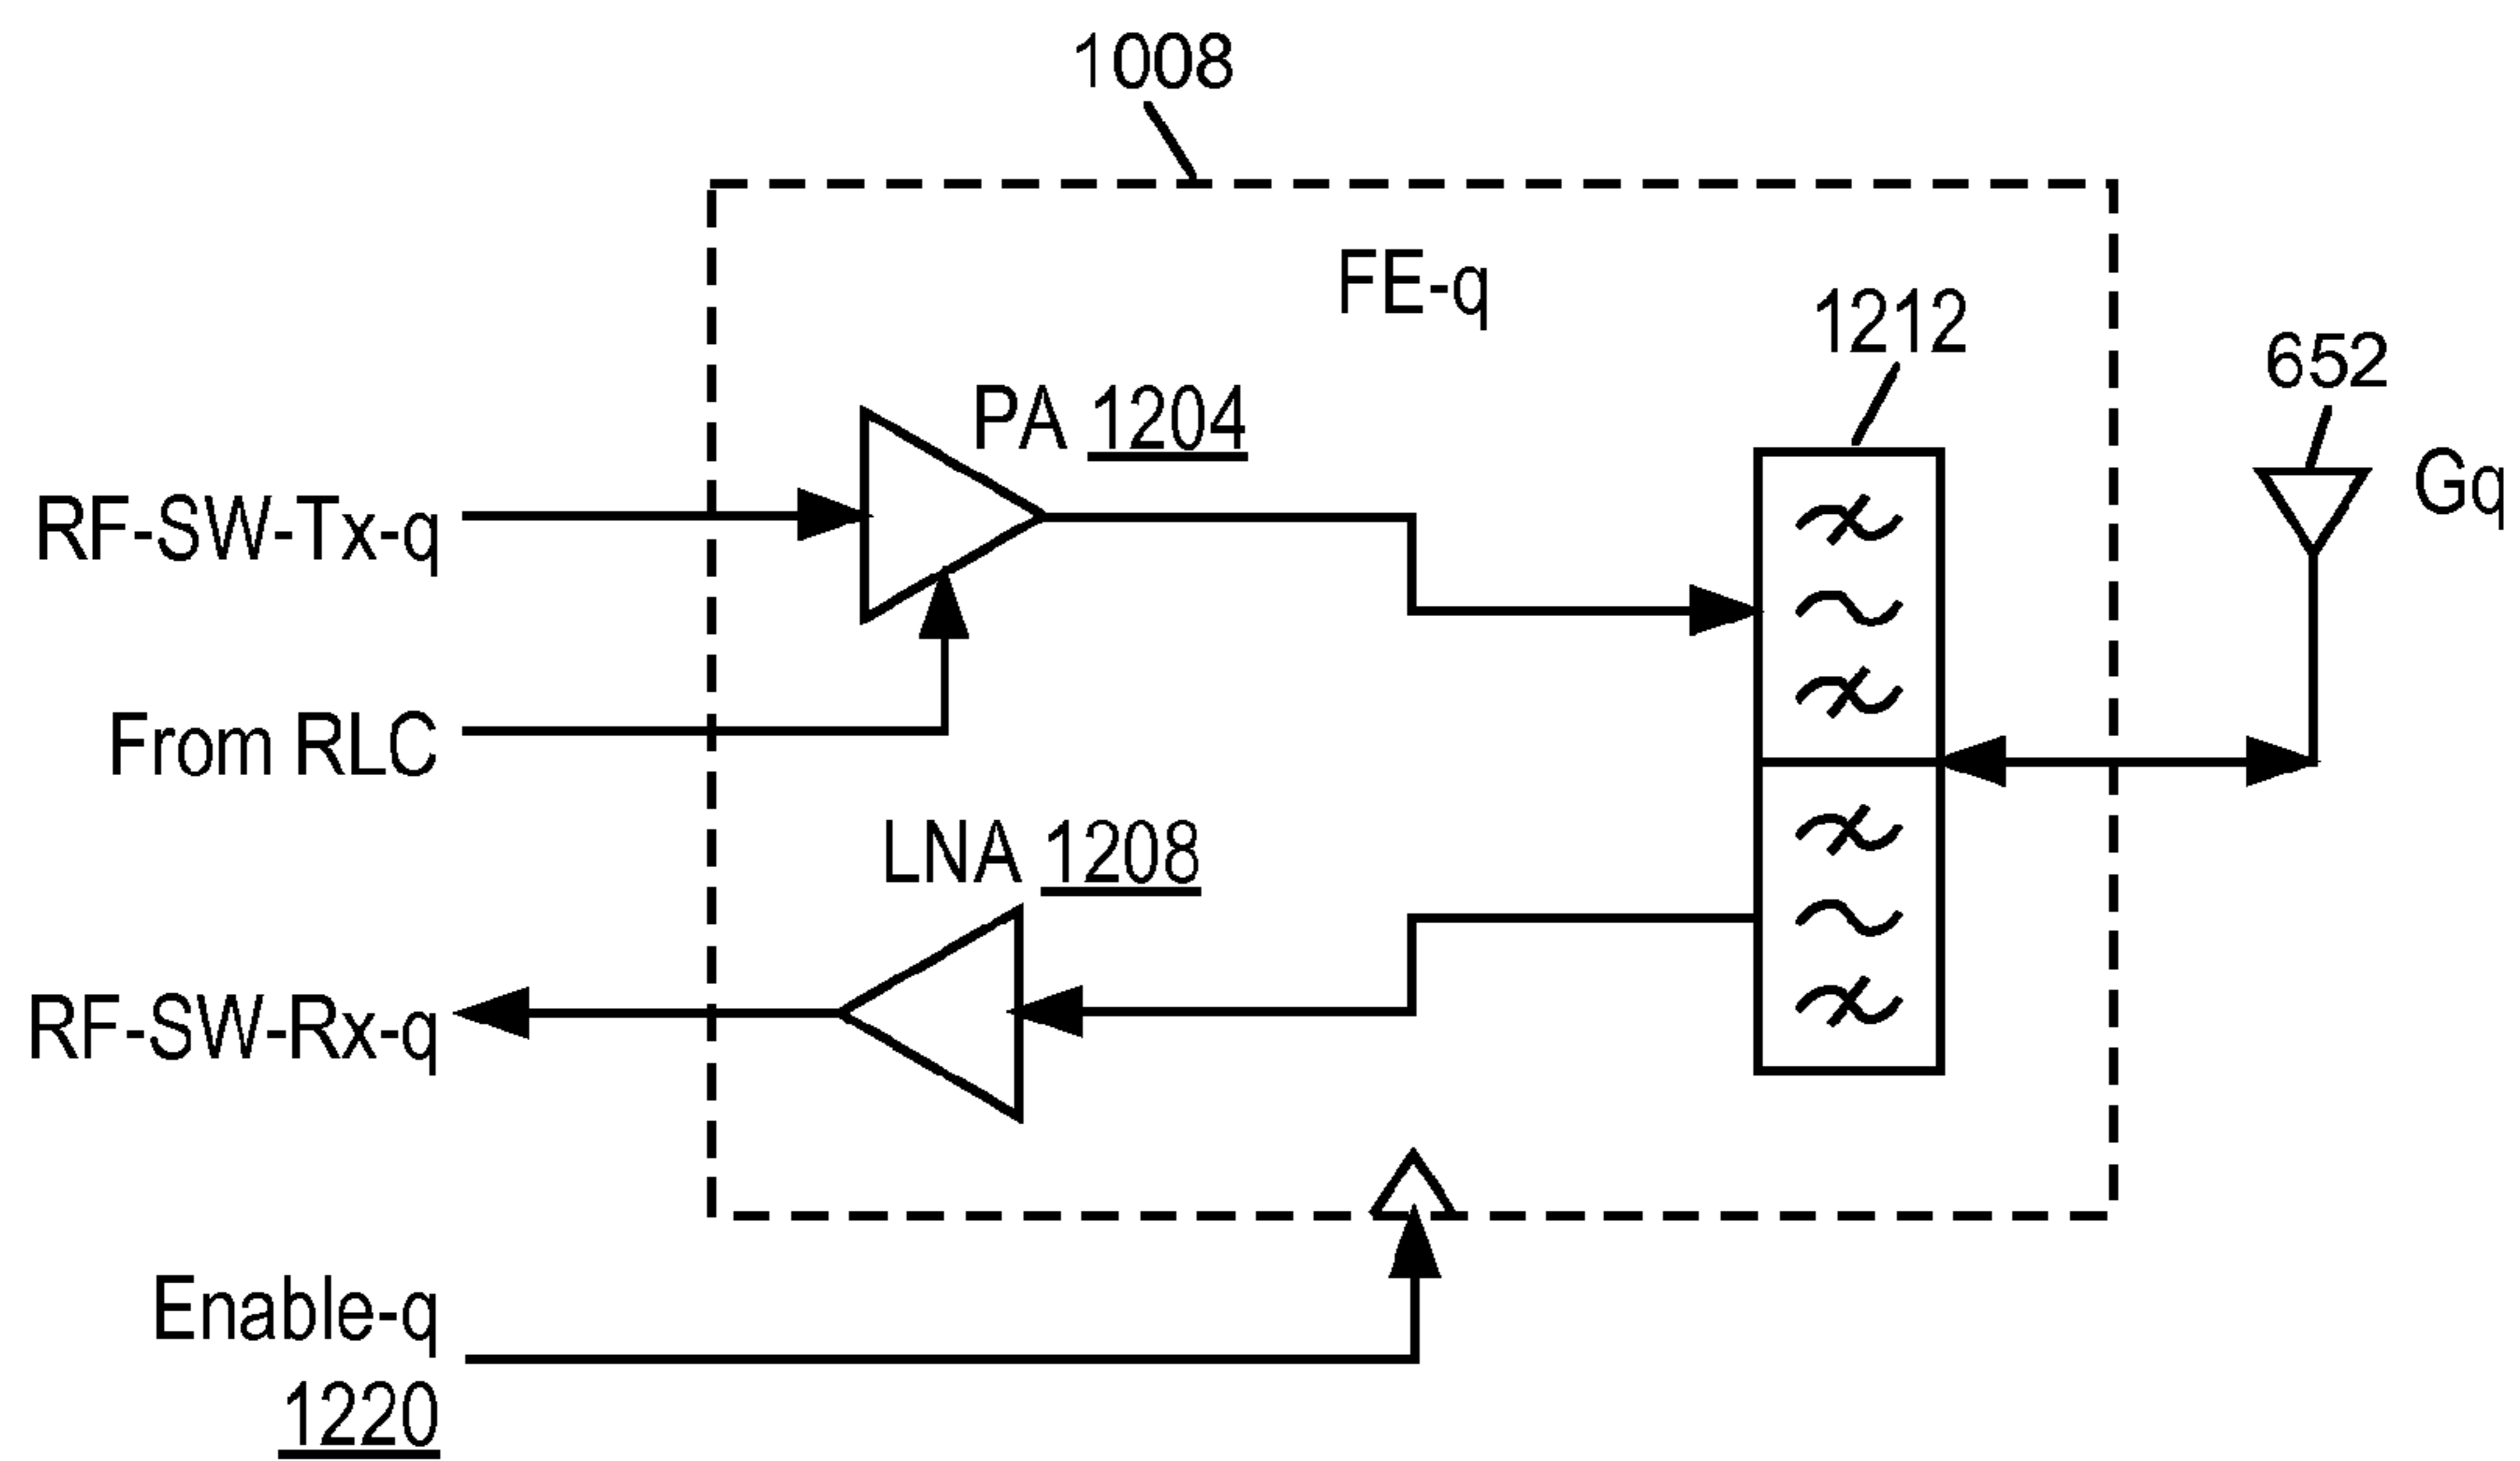 1008
FE-q
1212
652
Gq
PA 1204
RF-SW-Tx-q
From RLC
LNA 1208
RF-SW-Rx-q
Enable-q
1220